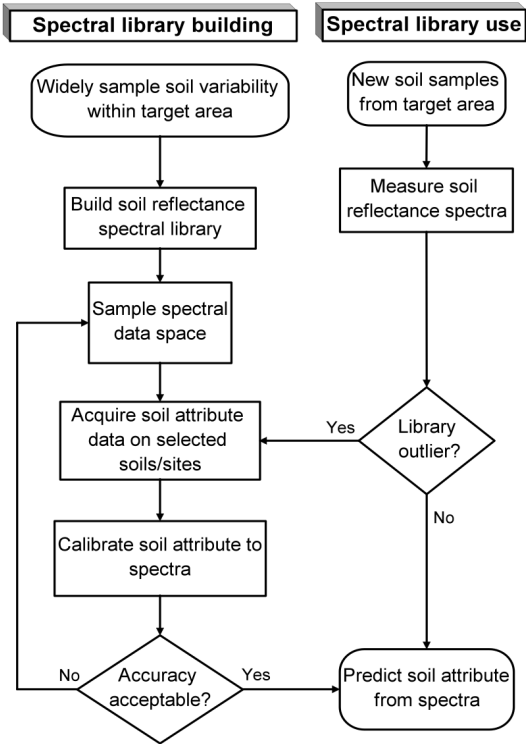 Spectral library building
Widely sample soil variability
within target area
Build soil reflectance
spectral library
Sample spectral
data space
Acquire soil attribute
data on selected
soils/sites
Calibrate soil attribute to
spectra
Accuracy
acceptable?
No
Yes
Spectral library use
New soil samples
from target area
Measure soil
reflectance spectra
Library
outlier?
Yes
No
Predict soil attribute
from spectra